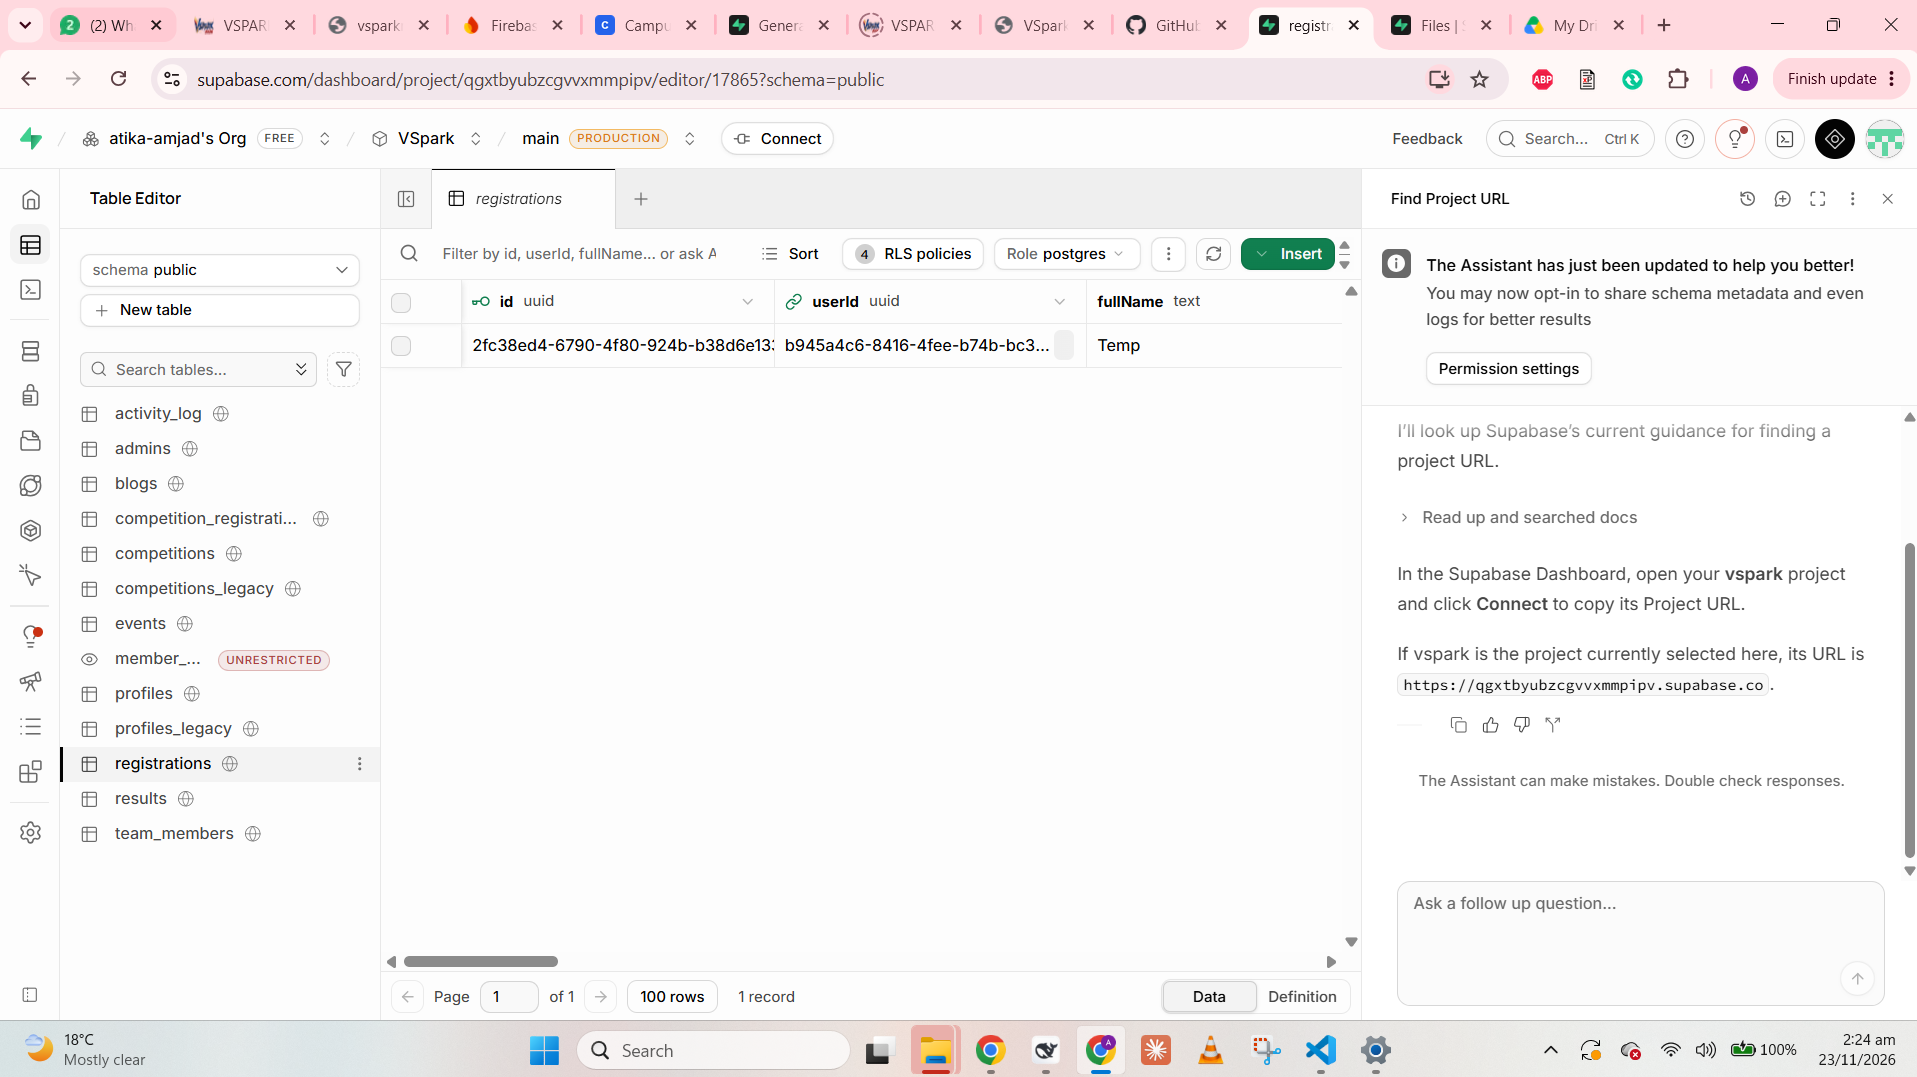 (2) Wh
VSPAR
vspark
Firebas
Campu
Genera
VSPAR
VSpark
GitHub
registra
Files | S
My Dri
supabase.com/dashboard/project/qgxtbyubzcgvvxmmpipv/editor/17865?schema=public
ABP
A
Finish update
atika-amjad's Org
FREE
VSpark
main
PRODUCTION
Connect
Feedback
Search...
Ctrl K
Table Editor
registrations
Find Project URL
schema public
New table
Search tables...
activity_log
admins
blogs
competition_registrati...
competitions
competitions_legacy
events
member_...
UNRESTRICTED
profiles
profiles_legacy
registrations
results
team_members
Filter by id, userId, fullName... or ask A
Sort
4 RLS policies
Role postgres
Insert
id uuid
userId uuid
fullName text
2fc38ed4-6790-4f80-924b-b38d6e133
b945a4c6-8416-4fee-b74b-bc3...
Temp
Page 1 of 1
100 rows
1 record
Data
Definition
The Assistant has just been updated to help you better!
You may now opt-in to share schema metadata and even
logs for better results
Permission settings
I'll look up Supabase's current guidance for finding a
project URL.
Read up and searched docs
In the Supabase Dashboard, open your vspark project
and click Connect to copy its Project URL.
If vspark is the project currently selected here, its URL is
https://qgxtbyubzcgvvxmmpipv.supabase.co.
The Assistant can make mistakes. Double check responses.
Ask a follow up question...
18°C
Mostly clear
Search
100%
2:24 am
23/11/2026